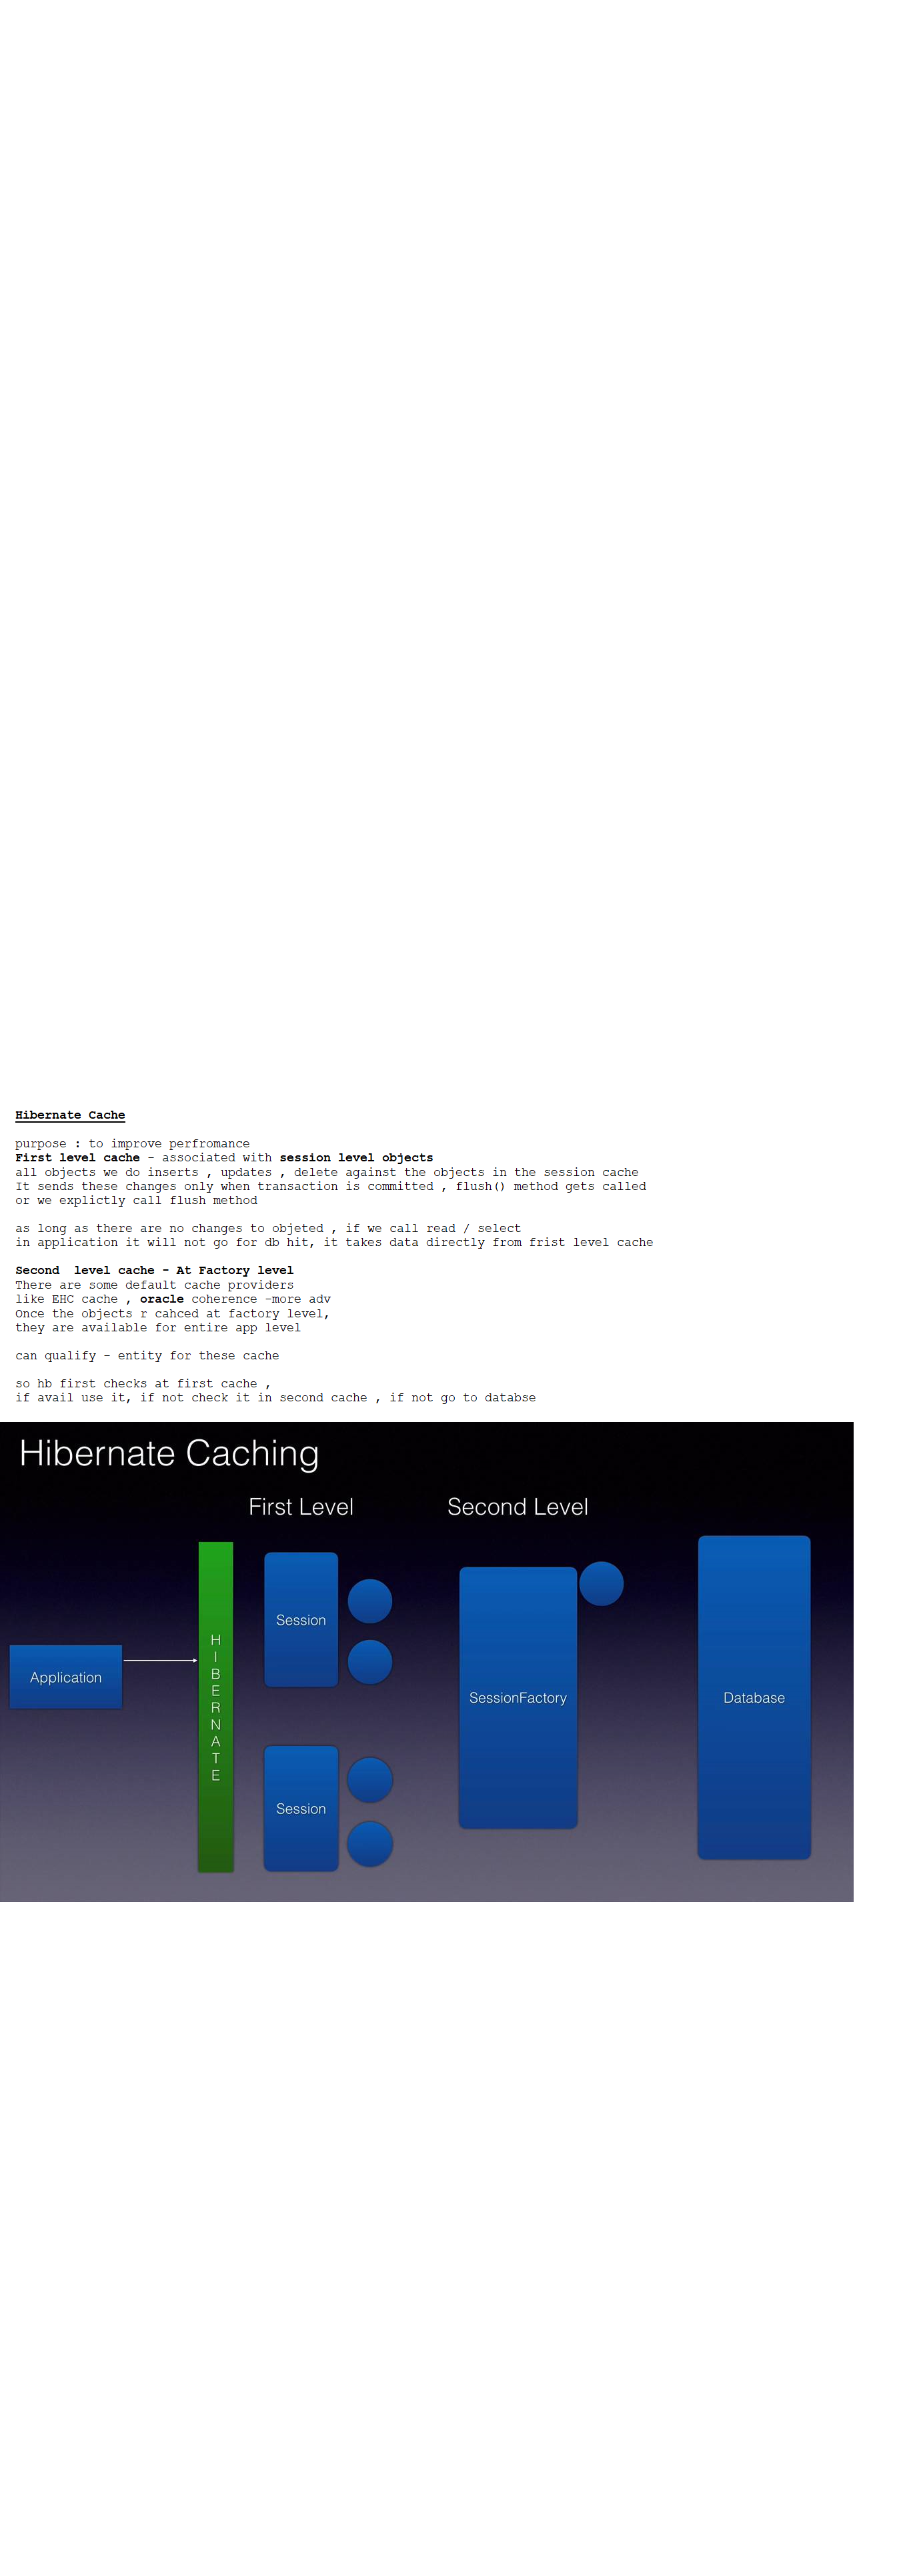 Hibernate Cache
purpose : to improve perfromance
First level cache - associated with session level objects
all objects we do inserts , updates , delete against the objects in the session cache
It sends these changes only when transaction is committed , flush() method gets called
or we explictly call flush method
as long as there are no changes to objeted , if we call read / select
in application it will not go for db hit, it takes data directly from frist level cache
Second  level cache - At Factory level
There are some default cache providers
like EHC cache , oracle coherence -more adv
Once the objects r cahced at factory level,
they are available for entire app level
can qualify - entity for these cache
so hb first checks at first cache ,
if avail use it, if not check it in second cache , if not go to databse
Hibernate Caching
First Level
Second Level
Application
H
I
B
E
R
N
A
T
E
Session
Session
SessionFactory
Database